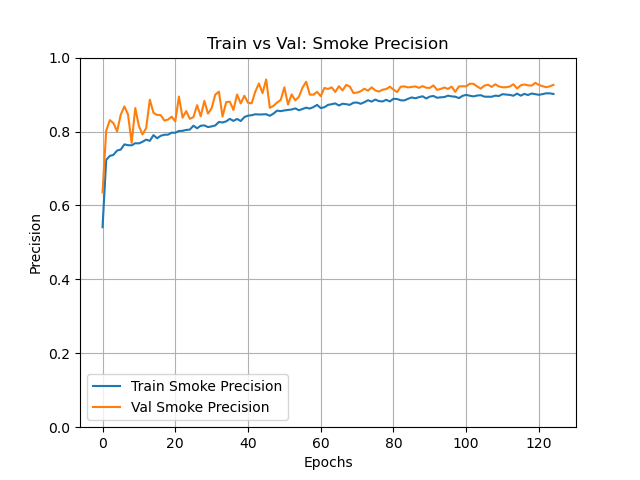 Train vs Val: Smoke Precision
1.0
0.8
0.6
0.4
0.2
0.0
Precision
Train Smoke Precision
Val Smoke Precision
0 20 40 60 80 100 120
Epochs